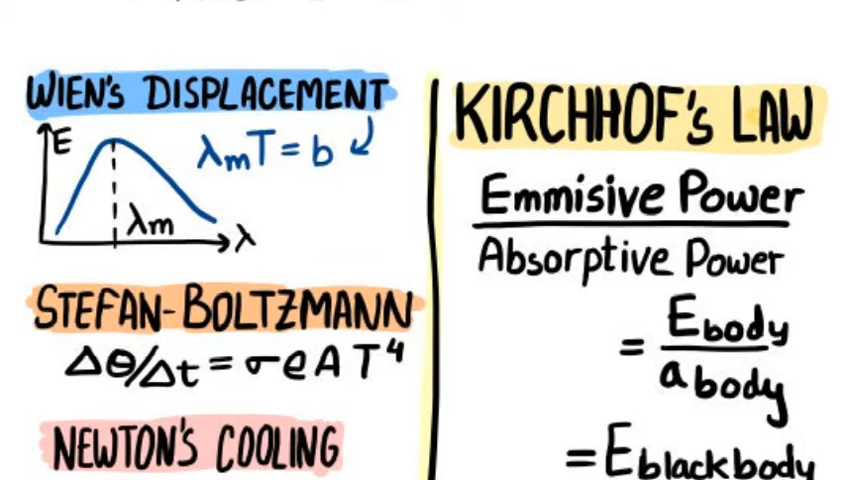 WIEN'S DISPLACEMENT
E
λmT = b
λm
λ
STEFAN-BOLTZMANN
Δθ/Δt = σeAT⁴
NEWTON'S COOLING
KIRCHHOF'S LAW
Emmisive Power
Absorptive Power
= Ebody
abody
= Eblackbody